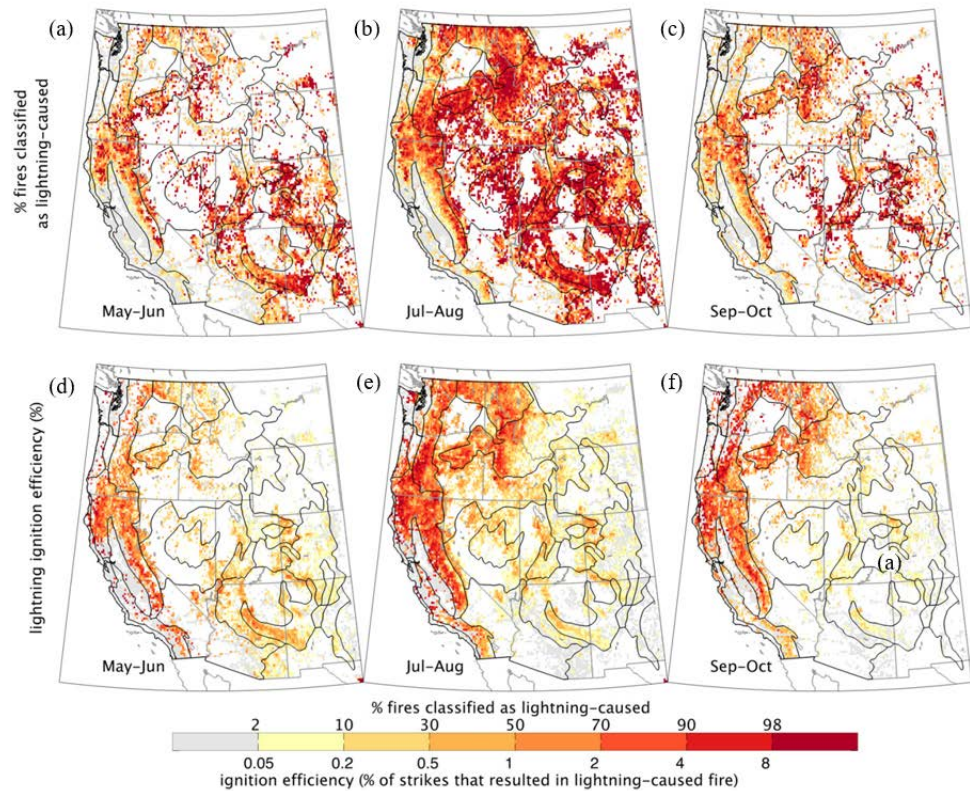 (a)
(b)
(c)
% fires classified
as lightning-caused
May-Jun
Jul-Aug
Sep-Oct
(d)
(e)
(f)
lightning ignition efficiency (%)
(a)
May-Jun
Jul-Aug
Sep-Oct
% fires classified as lightning-caused
2 10 30 50 70 90 98
0.05 0.2 0.5 1 2 4 8
ignition efficiency (% of strikes that resulted in lightning-caused fire)